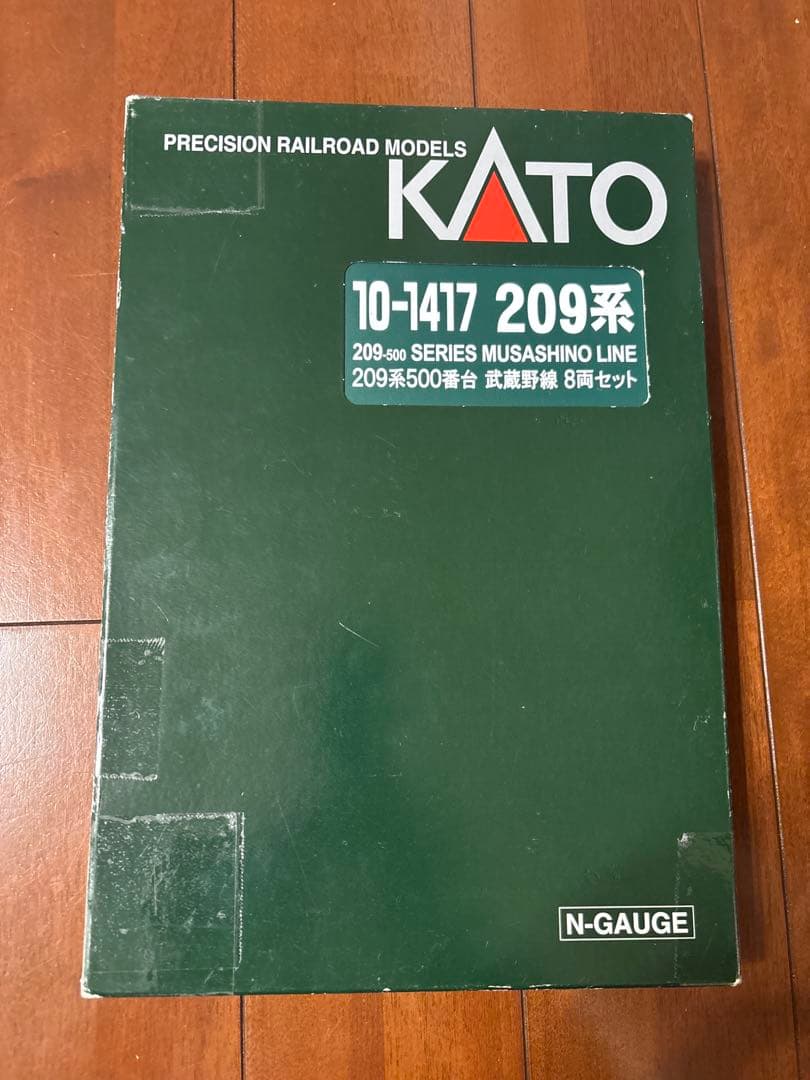 PRECISION RAILROAD MODELS
KATO
10-1417 209系
209-500 SERIES MUSASHINO LINE
209系500番台 武蔵野線 8両セット
N-GAUGE